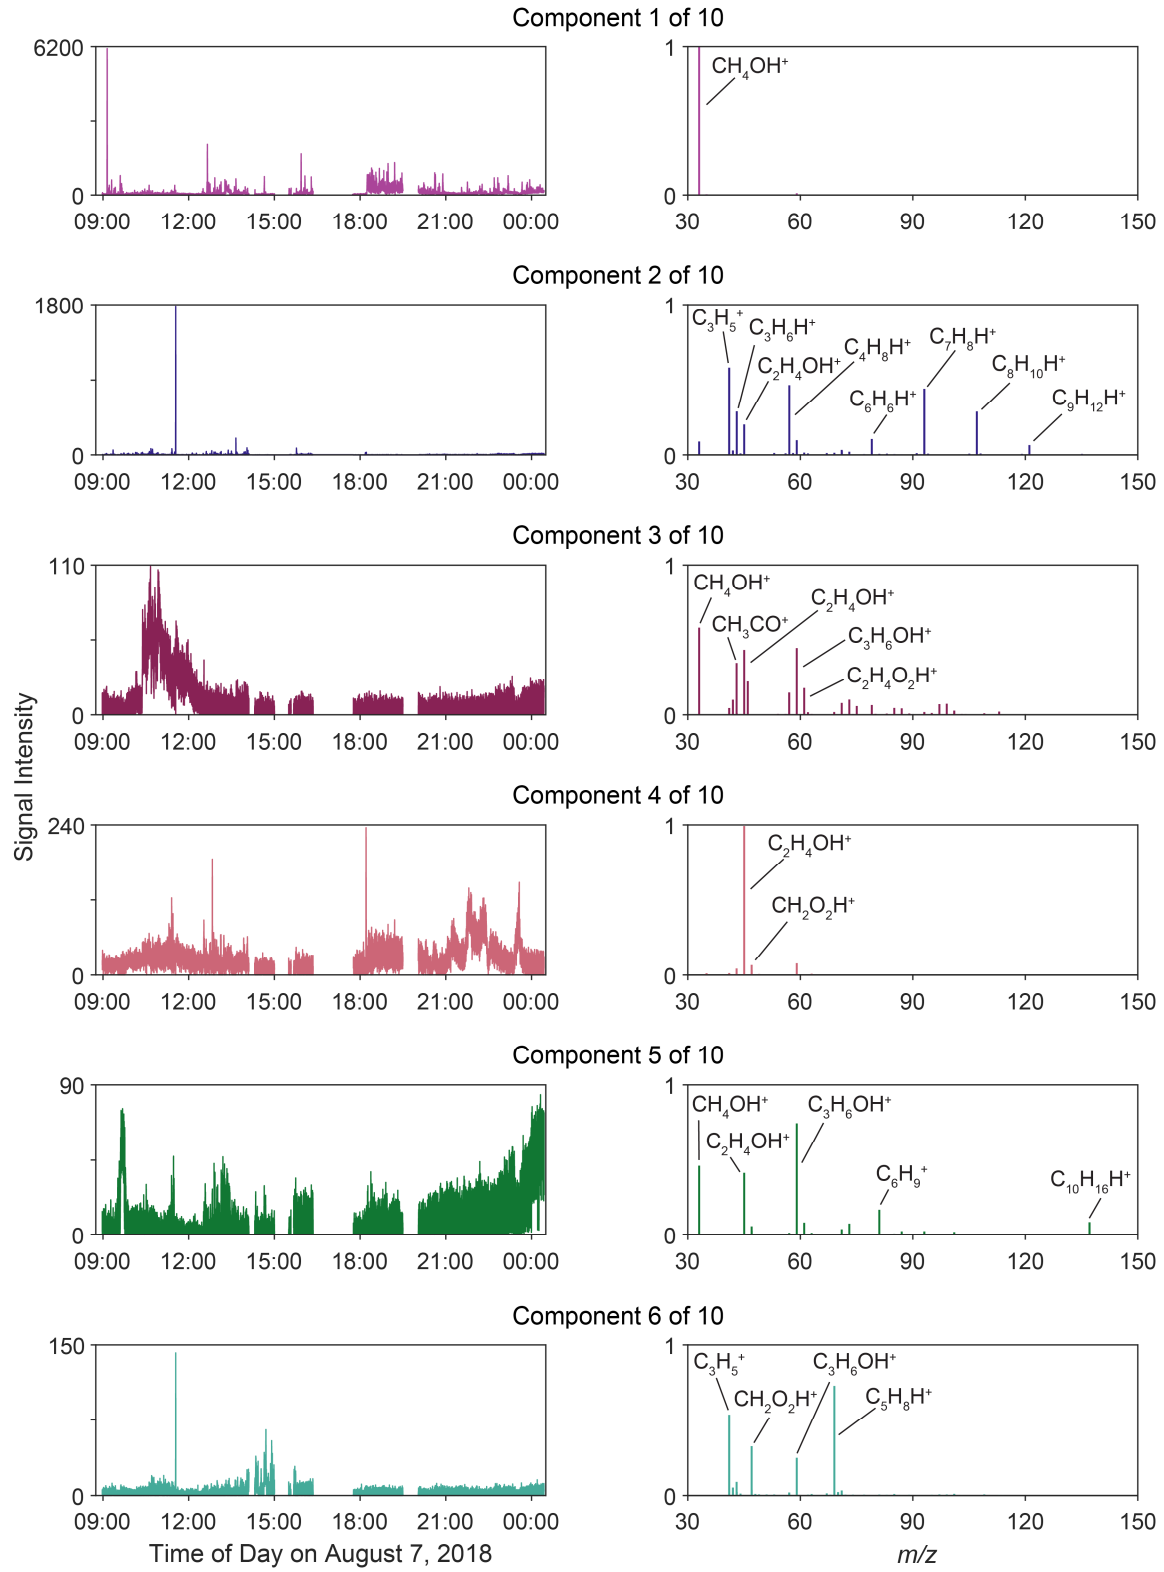 Component 1 of 10
6200
0
09:00 12:00 15:00 18:00 21:00 00:00
1
CH₄OH⁺
0
30 60 90 120 150
Component 2 of 10
1800
0
09:00 12:00 15:00 18:00 21:00 00:00
1
C₃H₅⁺
C₃H₆H⁺
C₂H₄OH⁺
C₄H₈H⁺
C₆H₆H⁺
C₇H₈H⁺
C₈H₁₀H⁺
C₉H₁₂H⁺
0
30 60 90 120 150
Component 3 of 10
110
0
09:00 12:00 15:00 18:00 21:00 00:00
1
CH₄OH⁺
CH₃CO⁺
C₂H₄OH⁺
C₃H₆OH⁺
C₂H₄O₂H⁺
0
30 60 90 120 150
Signal Intensity
Component 4 of 10
240
0
09:00 12:00 15:00 18:00 21:00 00:00
1
C₂H₄OH⁺
CH₂O₂H⁺
0
30 60 90 120 150
Component 5 of 10
90
0
09:00 12:00 15:00 18:00 21:00 00:00
1
CH₄OH⁺
C₂H₄OH⁺
C₃H₆OH⁺
C₆H₉⁺
C₁₀H₁₆H⁺
0
30 60 90 120 150
Component 6 of 10
150
0
09:00 12:00 15:00 18:00 21:00 00:00
Time of Day on August 7, 2018
1
C₃H₅⁺
CH₂O₂H⁺
C₃H₆OH⁺
C₅H₈H⁺
0
30 60 90 120 150
m/z